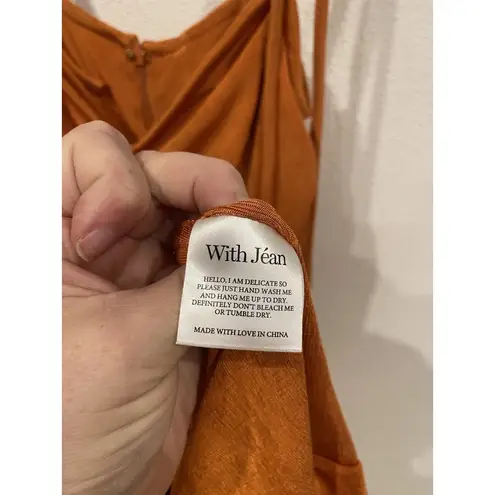 With Jéan
HELLO, I AM DELICATE SO
PLEASE JUST HAND WASH ME
AND HANG ME UP TO DRY.
DEFINITELY DON'T BLEACH ME
OR TUMBLE DRY.
MADE WITH LOVE IN CHINA